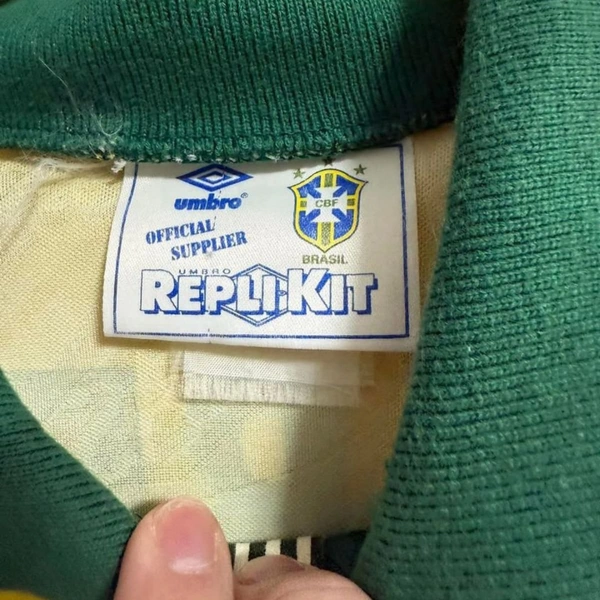 umbro®
OFFICIAL
SUPPLIER
CBF
BRASIL
UMBRO
REPLI·KIT